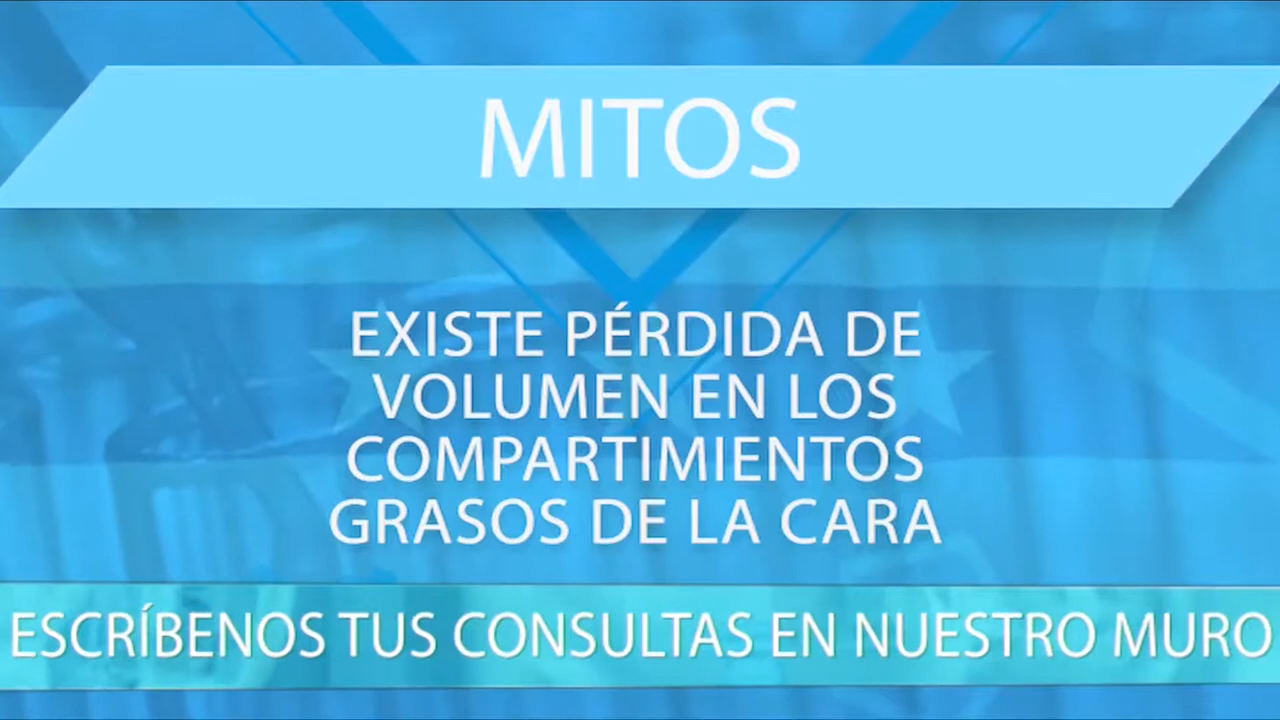 MITOS
EXISTE PÉRDIDA DE
VOLUMEN EN LOS
COMPARTIMIENTOS
GRASOS DE LA CARA
ESCRÍBENOS TUS CONSULTAS EN NUESTRO MURO